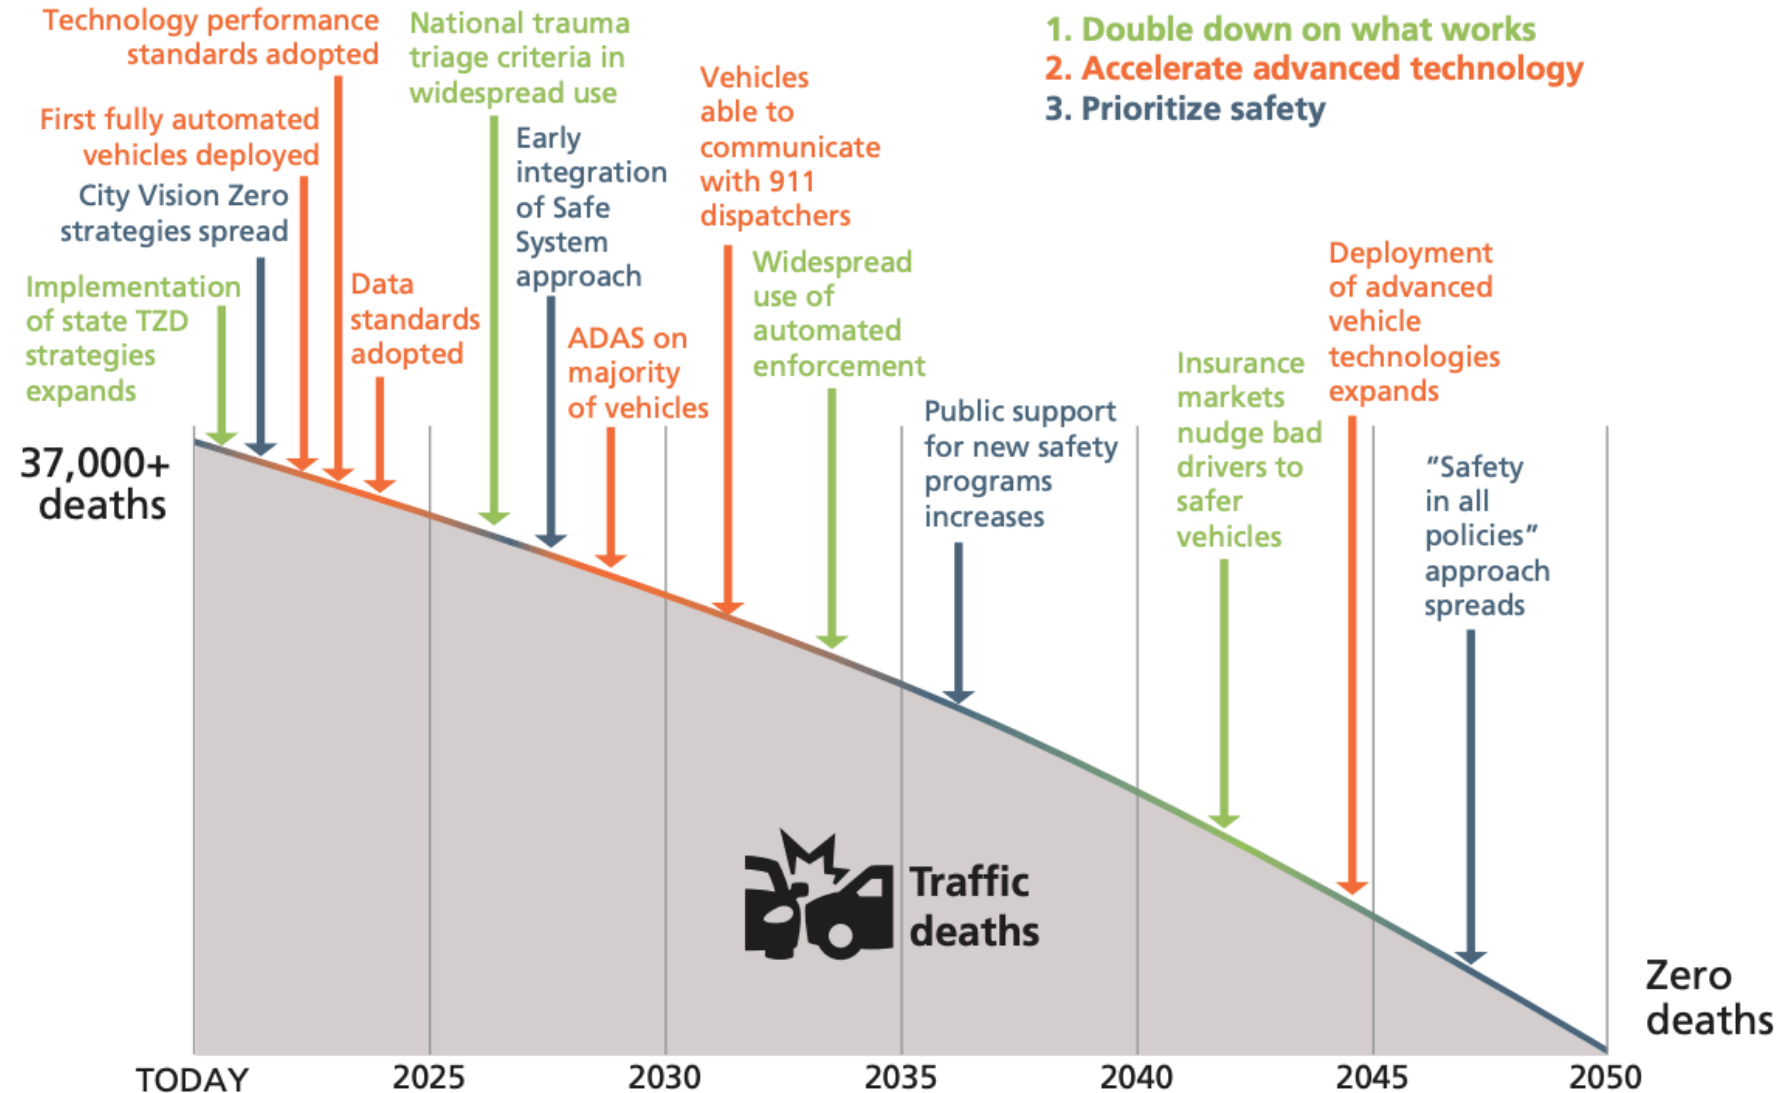 Technology performance
standards adopted
First fully automated
vehicles deployed
City Vision Zero
strategies spread
Implementation
of state TZD
strategies
expands
Data
standards
adopted
National trauma
triage criteria in
widespread use
Early
integration
of Safe
System
approach
ADAS on
majority
of vehicles
Vehicles
able to
communicate
with 911
dispatchers
Widespread
use of
automated
enforcement
Public support
for new safety
programs
increases
Insurance
markets
nudge bad
drivers to
safer
vehicles
Deployment
of advanced
vehicle
technologies
expands
“Safety
in all
policies”
approach
spreads
1. Double down on what works
2. Accelerate advanced technology
3. Prioritize safety
37,000+
deaths
Traffic
deaths
Zero
deaths
TODAY 2025 2030 2035 2040 2045 2050